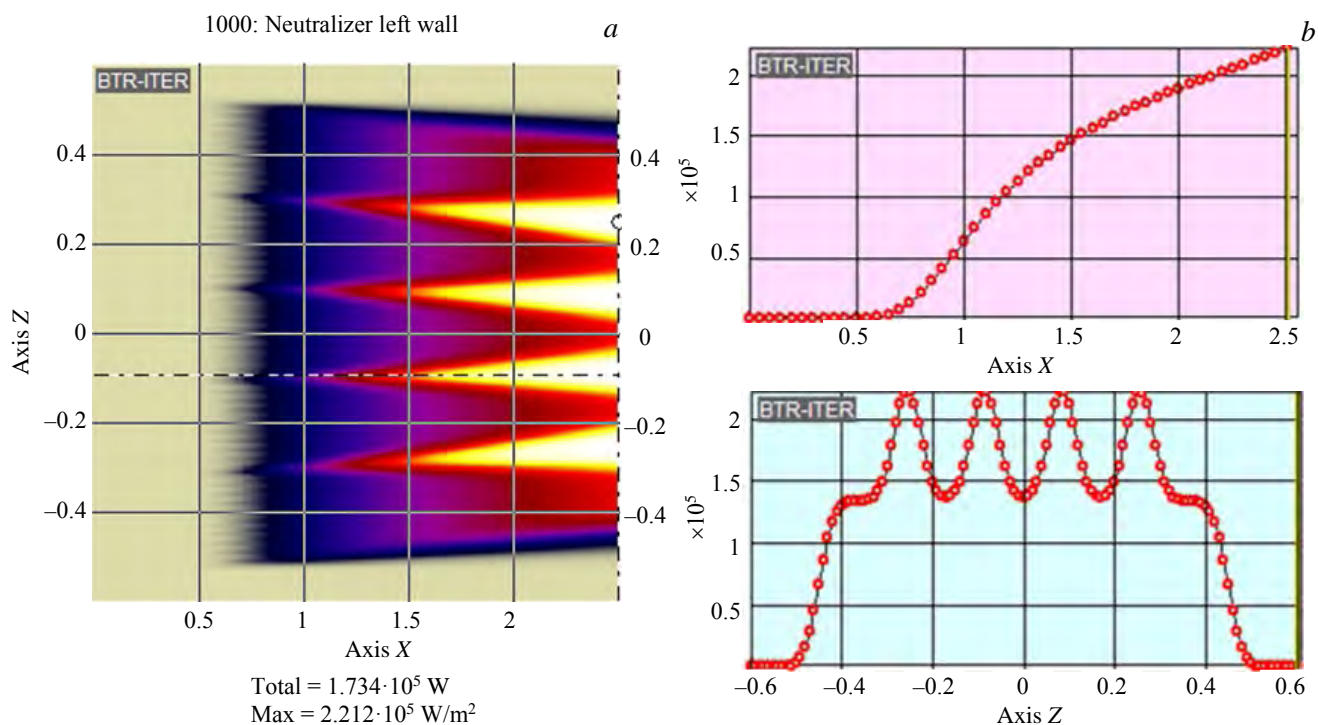 1000: Neutralizer left wall
a
BTR-ITER
0.4
0.2
0
–0.2
–0.4
Axis Z
0.4
0.2
0
–0.2
–0.4
0.5 1 1.5 2
Axis X
Total = 1.734·10⁵ W
Max = 2.212·10⁵ W/m²
b
BTR-ITER
2
1.5
1
0.5
×10⁵
0.5 1 1.5 2 2.5
Axis X
BTR-ITER
2
1.5
1
0.5
×10⁵
–0.6 –0.4 –0.2 0 0.2 0.4 0.6
Axis Z